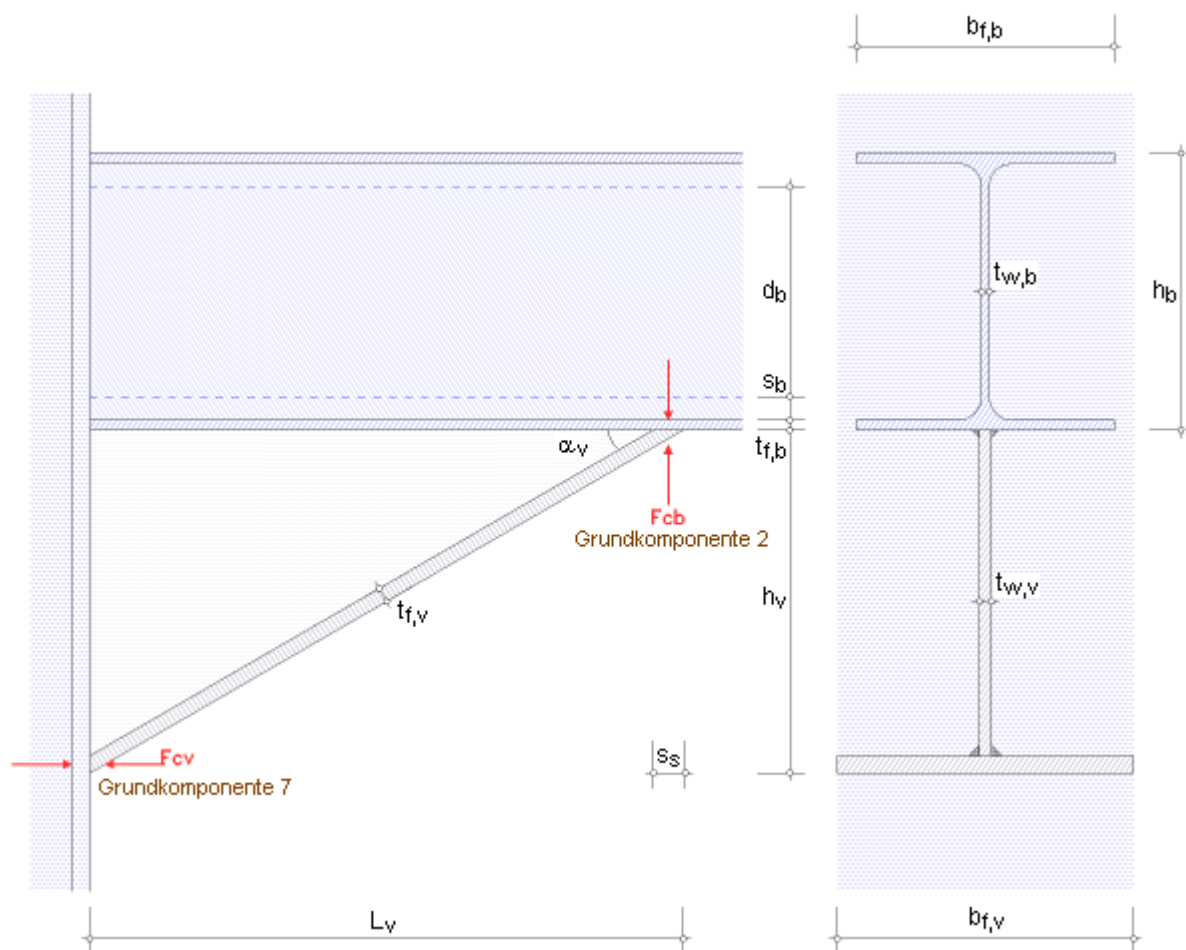 bf,b
tw,b
hb
db
sb
αv
tf,b
Fcb
Grundkomponente 2
tf,v
hv
tw,v
Fcv
Grundkomponente 7
ss
Lv
bf,v